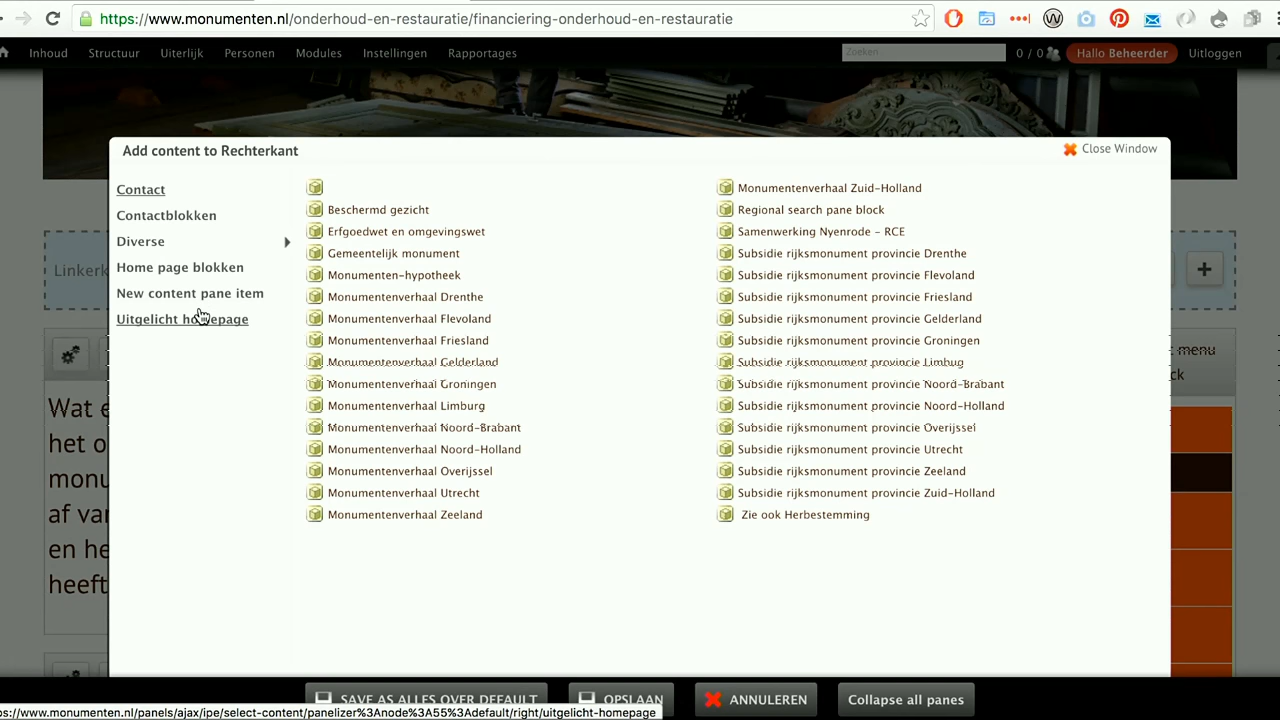 https://www.monumenten.nl/onderhoud-en-restauratie/financiering-onderhoud-en-restauratie
Inhoud Structuur Uiterlijk Personen Modules Instellingen Rapportages Zoeken 0 / 0 Hallo Beheerder Uitloggen
Add content to Rechterkant
Close Window
Contact
Contactblokken
Diverse
Home page blokken
New content pane item
Uitgelicht homepage
Beschermd gezicht
Erfgoedwet en omgevingswet
Gemeentelijk monument
Monumenten-hypotheek
Monumentenverhaal Drenthe
Monumentenverhaal Flevoland
Monumentenverhaal Friesland
Monumentenverhaal Gelderland
Monumentenverhaal Groningen
Monumentenverhaal Limburg
Monumentenverhaal Noord-Brabant
Monumentenverhaal Noord-Holland
Monumentenverhaal Overijssel
Monumentenverhaal Utrecht
Monumentenverhaal Zeeland
Monumentenverhaal Zuid-Holland
Regional search pane block
Samenwerking Nyenrode - RCE
Subsidie rijksmonument provincie Drenthe
Subsidie rijksmonument provincie Flevoland
Subsidie rijksmonument provincie Friesland
Subsidie rijksmonument provincie Gelderland
Subsidie rijksmonument provincie Groningen
Subsidie rijksmonument provincie Limbug
Subsidie rijksmonument provincie Noord-Brabant
Subsidie rijksmonument provincie Noord-Holland
Subsidie rijksmonument provincie Overijssel
Subsidie rijksmonument provincie Utrecht
Subsidie rijksmonument provincie Zeeland
Subsidie rijksmonument provincie Zuid-Holland
Zie ook Herbestemming
Linkerk
menu
ck
Wat
het o
monu
af va
en he
heeft
SAVE AS ALLES OVER DEFAULT OPSLAAN ANNULEREN Collapse all panes
ps://www.monumenten.nl/panels/ajax/ipe/select-content/panelizer%3Anode%3A55%3Adefault/right/uitgelicht-homepage